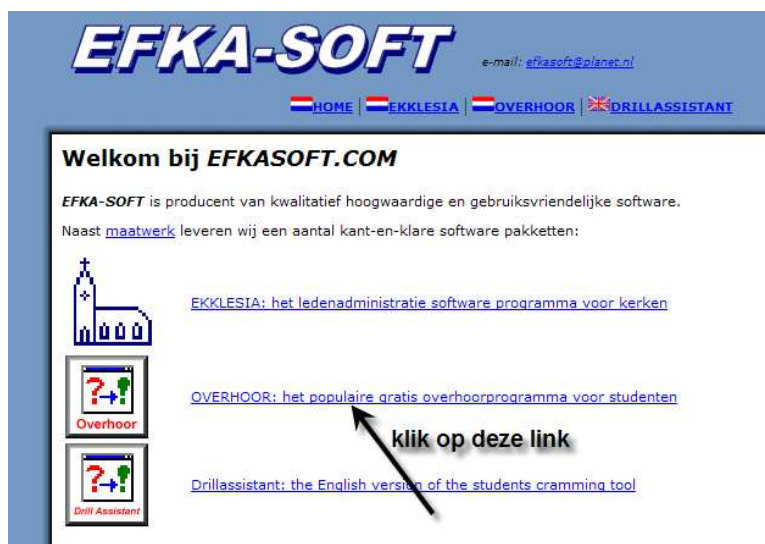 EFKA-SOFT
e-mail: efkasoft@planet.nl
HOME | EKKLESIA | OVERHOOR | DRILLASSISTANT
Welkom bij EFKASOFT.COM
EFKA-SOFT is producent van kwalitatief hoogwaardige en gebruiksvriendelijke software.
Naast maatwerk leveren wij een aantal kant-en-klare software pakketten:
EKKLESIA: het ledenadministratie software programma voor kerken
?→!
Overhoor
OVERHOOR: het populaire gratis overhoorprogramma voor studenten
klik op deze link
?→!
Drill Assistant
Drillassistant: the English version of the students cramming tool